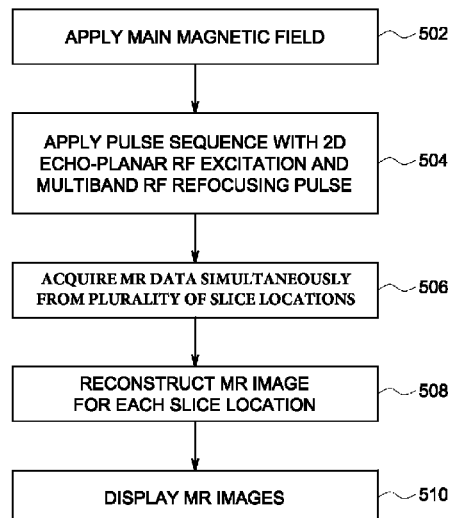 APPLY MAIN MAGNETIC FIELD
502
APPLY PULSE SEQUENCE WITH 2D
ECHO-PLANAR RF EXCITATION AND
MULTIBAND RF REFOCUSING PULSE
504
ACQUIRE MR DATA SIMULTANEOUSLY
FROM PLURALITY OF SLICE LOCATIONS
506
RECONSTRUCT MR IMAGE
FOR EACH SLICE LOCATION
508
DISPLAY MR IMAGES
510